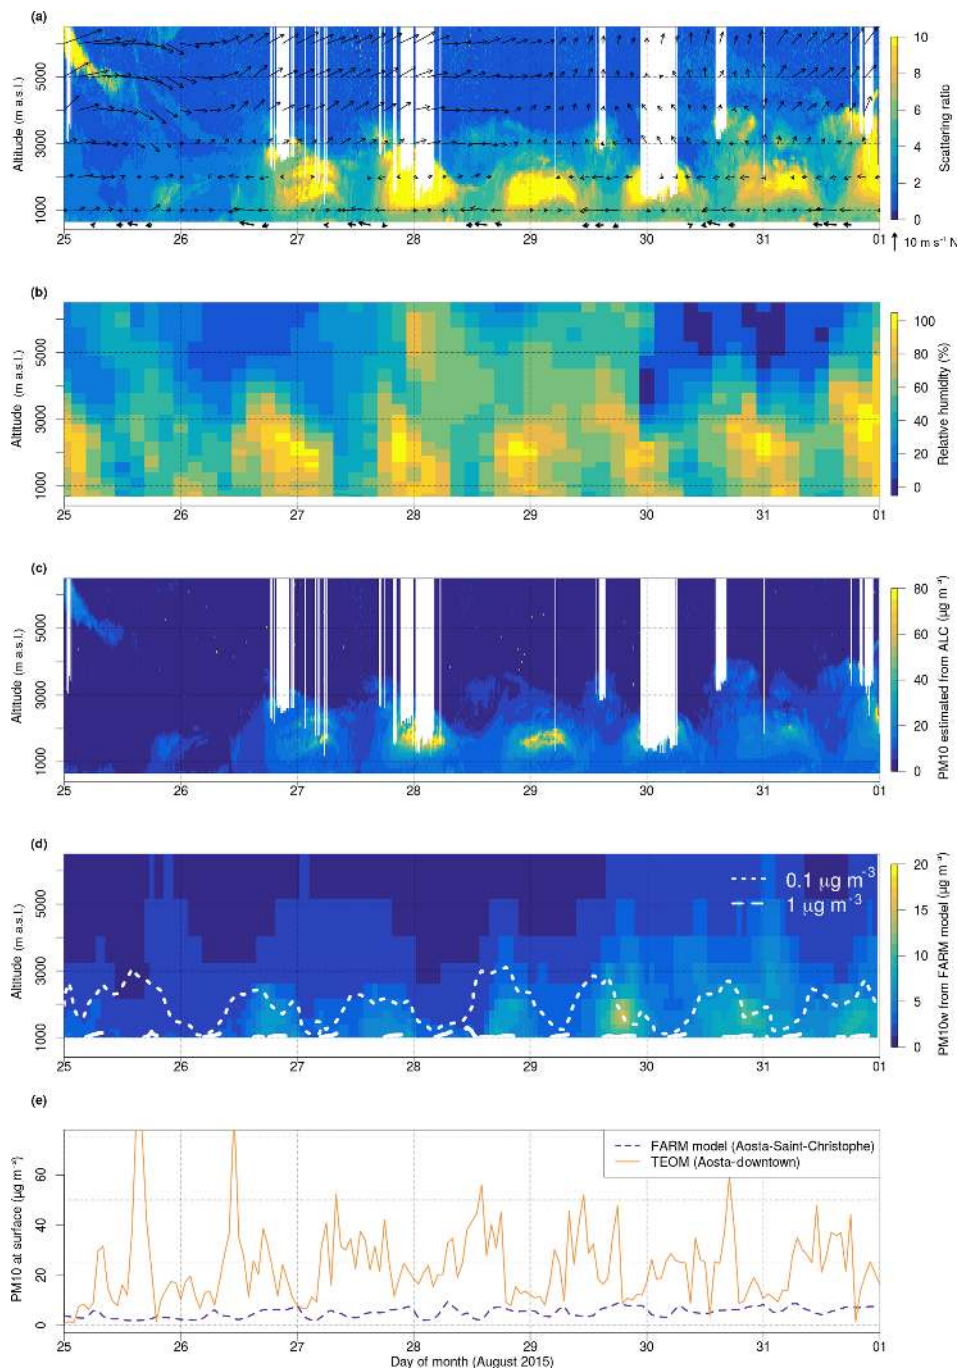 (a)
Altitude (m a.s.l.)
5000
3000
1000
25 26 27 28 29 30 31 01
10
8
6
4
2
0
Scattering ratio
10 m s⁻¹ N
(b)
Altitude (m a.s.l.)
5000
3000
1000
25 26 27 28 29 30 31 01
100
80
60
40
20
0
Relative humidity (%)
(c)
Altitude (m a.s.l.)
5000
3000
1000
25 26 27 28 29 30 31 01
80
60
40
20
0
PM10 estimated from ALC (µg m⁻³)
(d)
Altitude (m a.s.l.)
5000
3000
1000
0.1 µg m⁻³
1 µg m⁻³
25 26 27 28 29 30 31 01
20
15
10
5
0
PM10w from FARM model (µg m⁻³)
(e)
PM10 at surface (µg m⁻³)
60
40
20
0
FARM model (Aosta-Saint-Christophe)
TEOM (Aosta-downtown)
25 26 27 28 29 30 31 01
Day of month (August 2015)